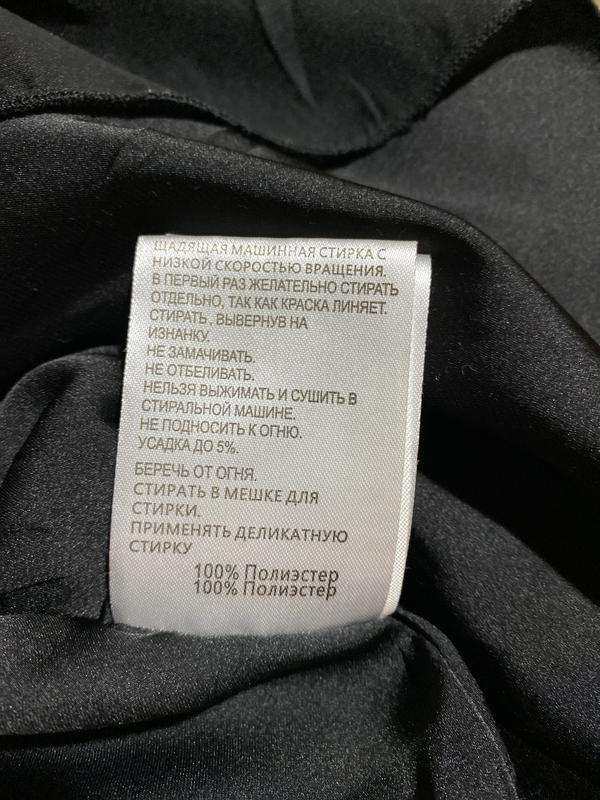 ЩАДЯЩАЯ МАШИННАЯ СТИРКА С
НИЗКОЙ СКОРОСТЬЮ ВРАЩЕНИЯ.
В ПЕРВЫЙ РАЗ ЖЕЛАТЕЛЬНО СТИРАТЬ
ОТДЕЛЬНО, ТАК КАК КРАСКА ЛИНЯЕТ.
СТИРАТЬ , ВЫВЕРНУВ НА
ИЗНАНКУ.
НЕ ЗАМАЧИВАТЬ.
НЕ ОТБЕЛИВАТЬ.
НЕЛЬЗЯ ВЫЖИМАТЬ И СУШИТЬ В
СТИРАЛЬНОЙ МАШИНЕ.
НЕ ПОДНОСИТЬ К ОГНЮ.
УСАДКА ДО 5%.
БЕРЕЧЬ ОТ ОГНЯ.
СТИРАТЬ В МЕШКЕ ДЛЯ
СТИРКИ.
ПРИМЕНЯТЬ ДЕЛИКАТНУЮ
СТИРКУ
100% Полиэстер
100% Полиэстер